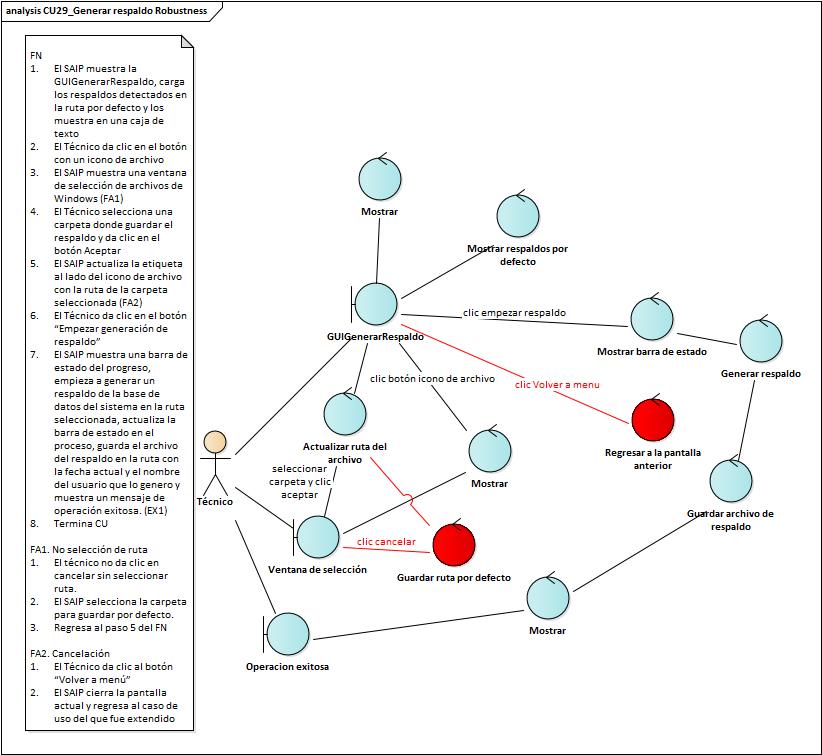 analysis CU29_Generar respaldo Robustness
FN
1. El SAIP muestra la
GUIGenerarRespaldo, carga
los respaldos detectados en
la ruta por defecto y los
muestra en una caja de
texto
2. El Técnico da clic en el botón
con un icono de archivo
3. El SAIP muestra una ventana
de selección de archivos de
Windows (FA1)
4. El Técnico selecciona una
carpeta donde guardar el
respaldo y da clic en el
botón Aceptar
5. El SAIP actualiza la etiqueta
al lado del icono de archivo
con la ruta de la carpeta
seleccionada (FA2)
6. El Técnico da clic en el botón
“Empezar generación de
respaldo”
7. El SAIP muestra una barra de
estado del progreso,
empieza a generar un
respaldo de la base de
datos del sistema en la ruta
seleccionada, actualiza la
barra de estado en el
proceso, guarda el archivo
del respaldo en la ruta con
la fecha actual y el nombre
del usuario que lo genero y
muestra un mensaje de
operación exitosa. (EX1)
8. Termina CU
FA1. No selección de ruta
1. El técnico no da clic en
cancelar sin seleccionar
ruta.
2. El SAIP selecciona la carpeta
para guardar por defecto.
3. Regresa al paso 5 del FN
FA2. Cancelación
1. El Técnico da clic al botón
“Volver a menú”
2. El SAIP cierra la pantalla
actual y regresa al caso de
uso del que fue extendido
Mostrar
Mostrar respaldos por
defecto
GUIGenerarRespaldo
clic empezar respaldo
Mostrar barra de estado
Generar respaldo
clic botón icono de archivo
clic Volver a menu
Regresar a la pantalla
anterior
Actualizar ruta del
archivo
Mostrar
seleccionar
carpeta y clic
aceptar
Técnico
Guardar archivo de
respaldo
clic cancelar
Ventana de selección
Guardar ruta por defecto
Mostrar
Operacion exitosa